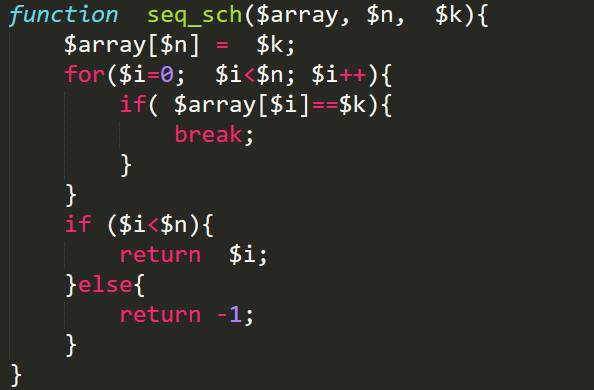 function  seq_sch($array, $n,  $k){
    $array[$n] =  $k;
    for($i=0;  $i<$n; $i++){
        if( $array[$i]==$k){
            break;
        }
    }
    if ($i<$n){
        return  $i;
    }else{
        return -1;
    }
}